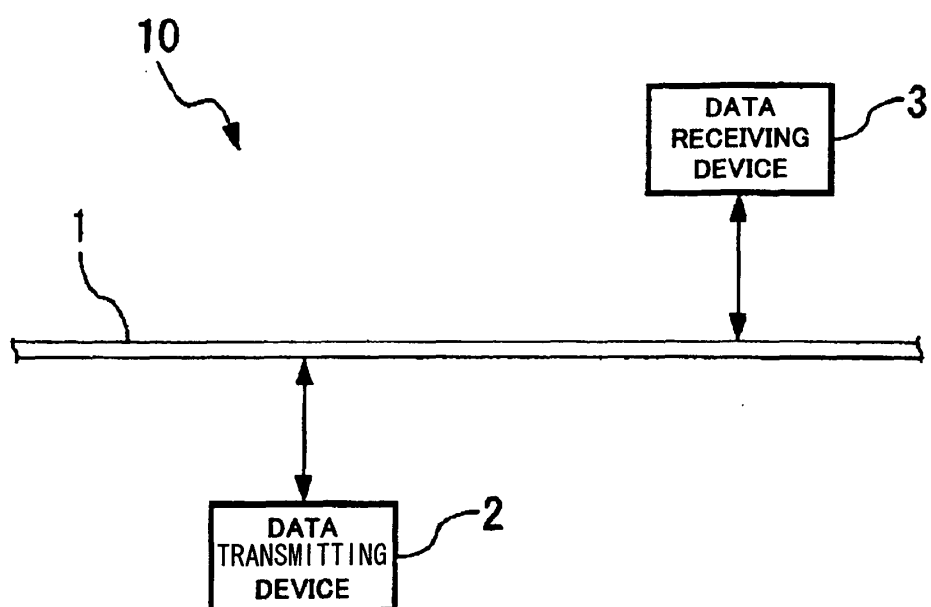 10
DATA
RECEIVING
DEVICE
3
1
DATA
TRANSMITTING
DEVICE
2